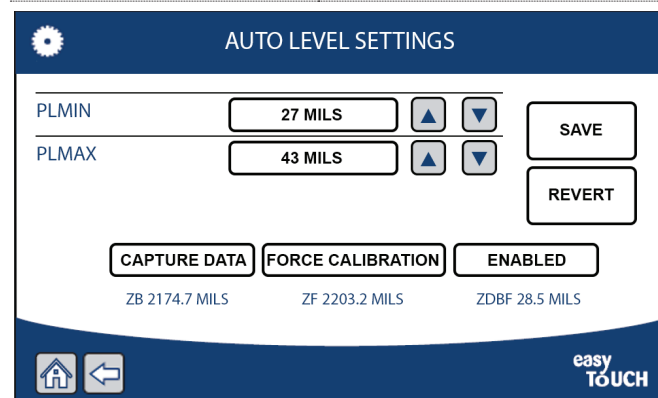 AUTO LEVEL SETTINGS
PLMIN 27 MILS
SAVE
PLMAX 43 MILS
REVERT
CAPTURE DATA FORCE CALIBRATION ENABLED
ZB 2174.7 MILS ZF 2203.2 MILS ZDBF 28.5 MILS
easy
TOUCH